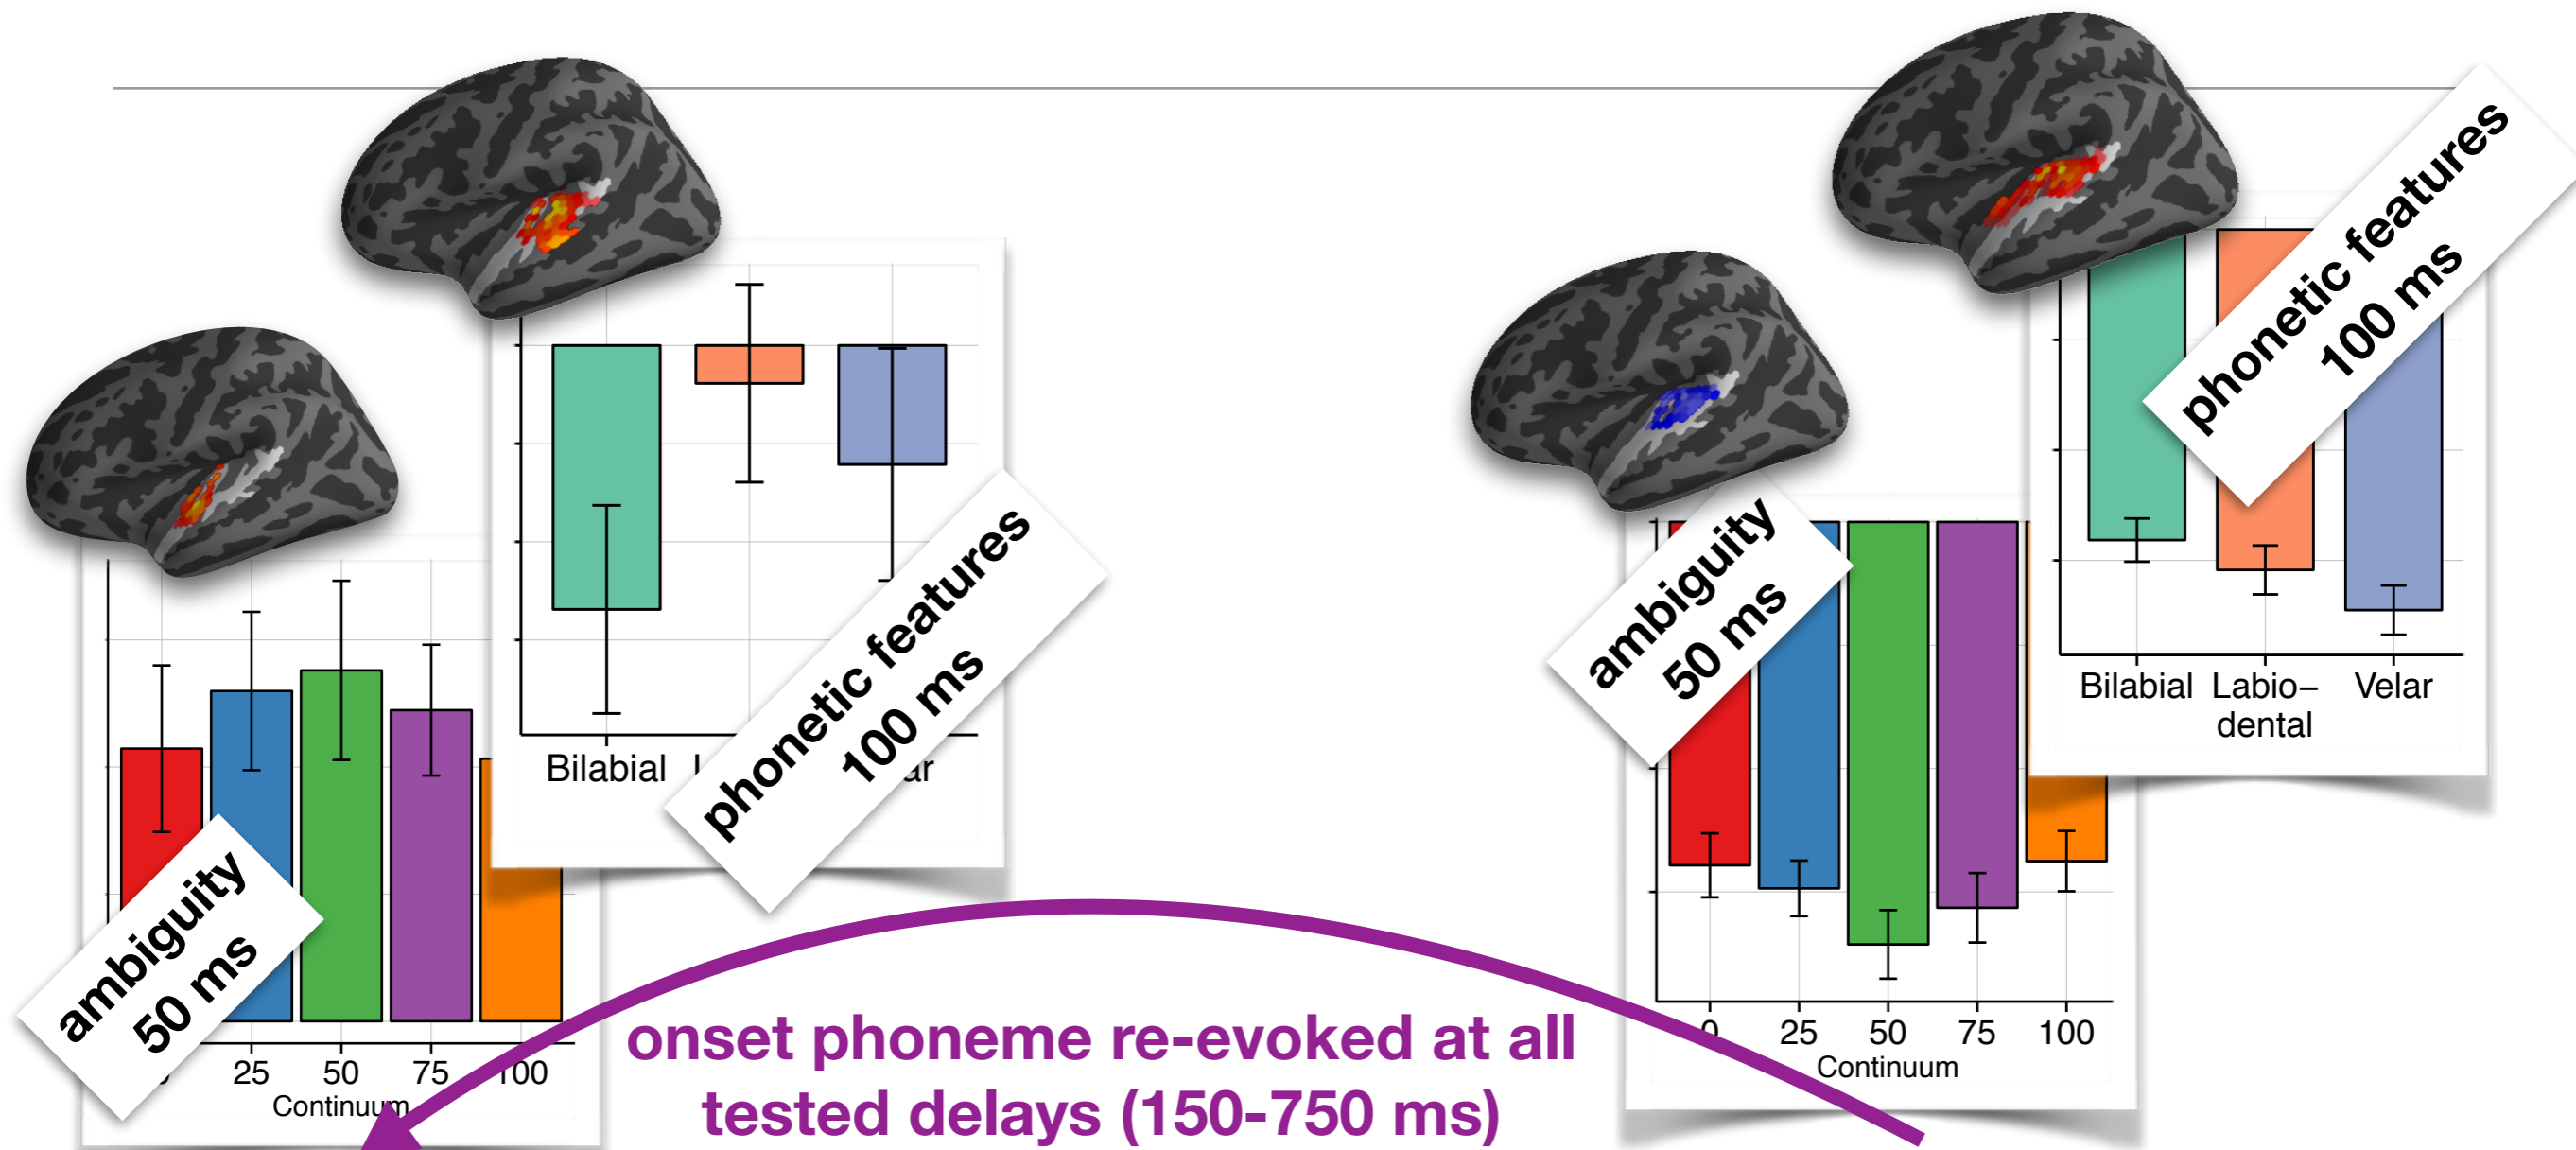 phonetic features
100 ms
Bilabial
ambiguity
50 ms
25 50 75 100
Continuum
phonetic features
100 ms
Bilabial Labio– Velar
dental
ambiguity
50 ms
0 25 50 75 100
Continuum
onset phoneme re-evoked at all
tested delays (150-750 ms)